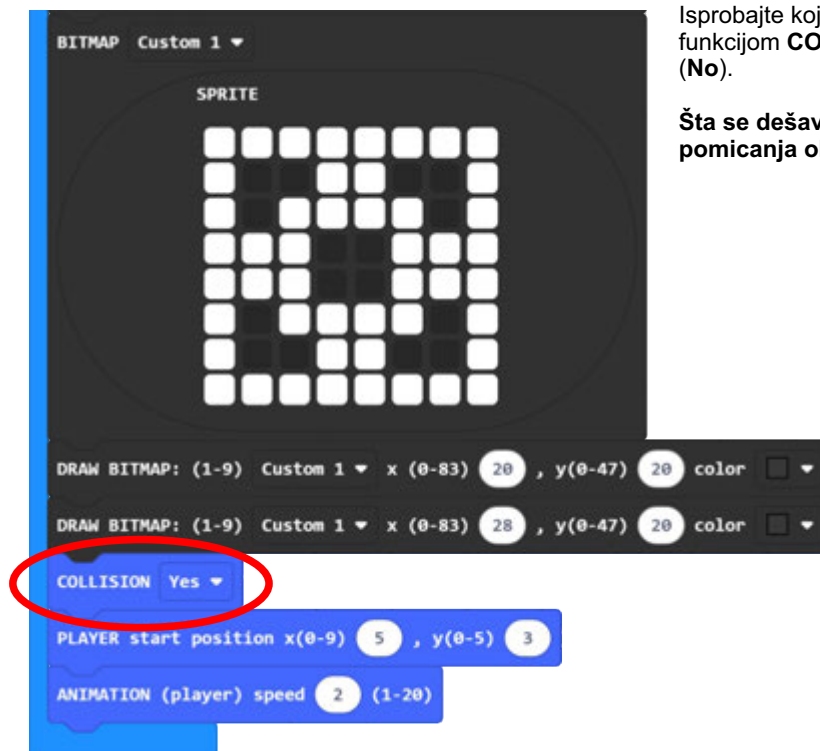 Isprobajte koj
funkcijom CO
(No).
Šta se dešav
pomicanja o
BITMAP Custom 1
SPRITE
DRAW BITMAP: (1-9) Custom 1 x (0-83) 20 , y(0-47) 20 color
DRAW BITMAP: (1-9) Custom 1 x (0-83) 28 , y(0-47) 20 color
COLLISION Yes
PLAYER start position x(0-9) 5 , y(0-5) 3
ANIMATION (player) speed 2 (1-20)